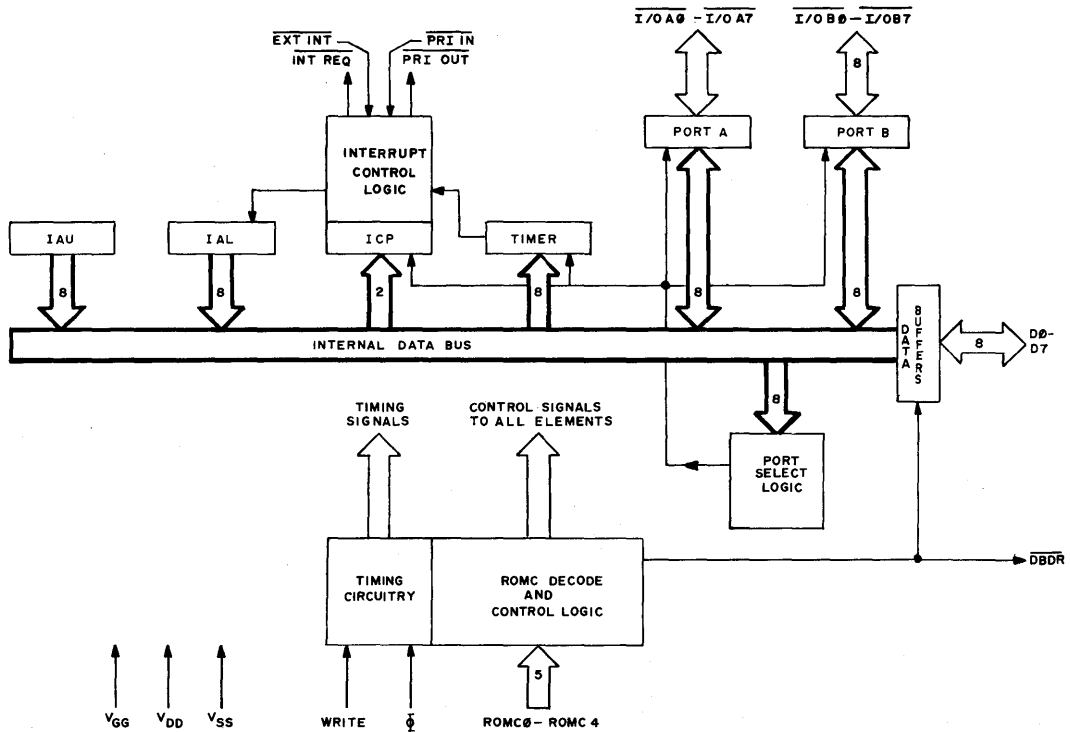 I/O A0 - I/O A7
I/O B0 - I/O B7
EXT INT
PRI IN
INT REQ
PRI OUT
8
PORT A
PORT B
INTERRUPT
CONTROL
LOGIC
IAU
IAL
ICP
TIMER
8
8
2
8
8
8
INTERNAL DATA BUS
DATA
BUFFERS
8
DØ-
D7
TIMING
SIGNALS
CONTROL SIGNALS
TO ALL ELEMENTS
8
PORT
SELECT
LOGIC
TIMING
CIRCUITRY
ROMC DECODE
AND
CONTROL LOGIC
DBDR
5
VGG
VDD
VSS
WRITE
Φ
ROMCØ - ROMC 4